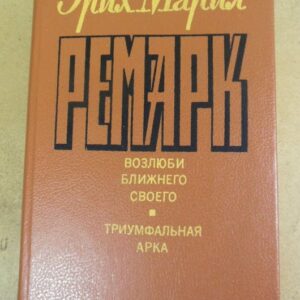 Эрих Мария
РЕМАРК
ВОЗЛЮБИ
БЛИЖНЕГО
СВОЕГО
ТРИУМФАЛЬНАЯ
АРКА